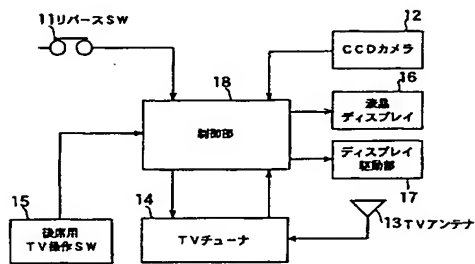 11リバースSW
12
CCDカメラ
16
液晶
ディスプレイ
18
制御部
ディスプレイ
駆動部
17
15
後席用
TV操作SW
14
TVチューナ
13TVアンテナ